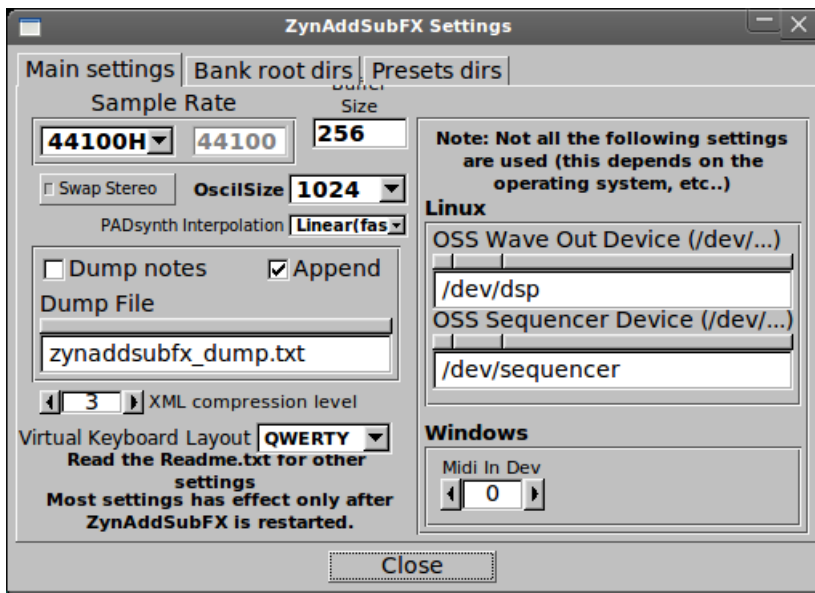 ZynAddSubFX Settings
Main settings
Bank root dirs
Presets dirs
Sample Rate
Buffer
Size
44100H
44100
256
Swap Stereo
OscilSize
1024
PADsynth Interpolation
Linear(fas
Dump notes
Append
Dump File
zynaddsubfx_dump.txt
3
XML compression level
Virtual Keyboard Layout
QWERTY
Read the Readme.txt for other
settings
Most settings has effect only after
ZynAddSubFX is restarted.
Note: Not all the following settings
are used (this depends on the
operating system, etc..)
Linux
OSS Wave Out Device (/dev/...)
/dev/dsp
OSS Sequencer Device (/dev/...)
/dev/sequencer
Windows
Midi In Dev
0
Close